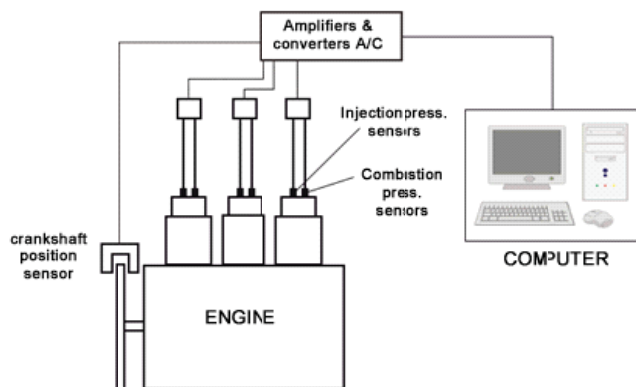 Amplifiers &
converters A/C
Injectionpress.
sensors
Combistion
press.
sensors
crankshaft
position
sensor
COMPUTER
ENGINE